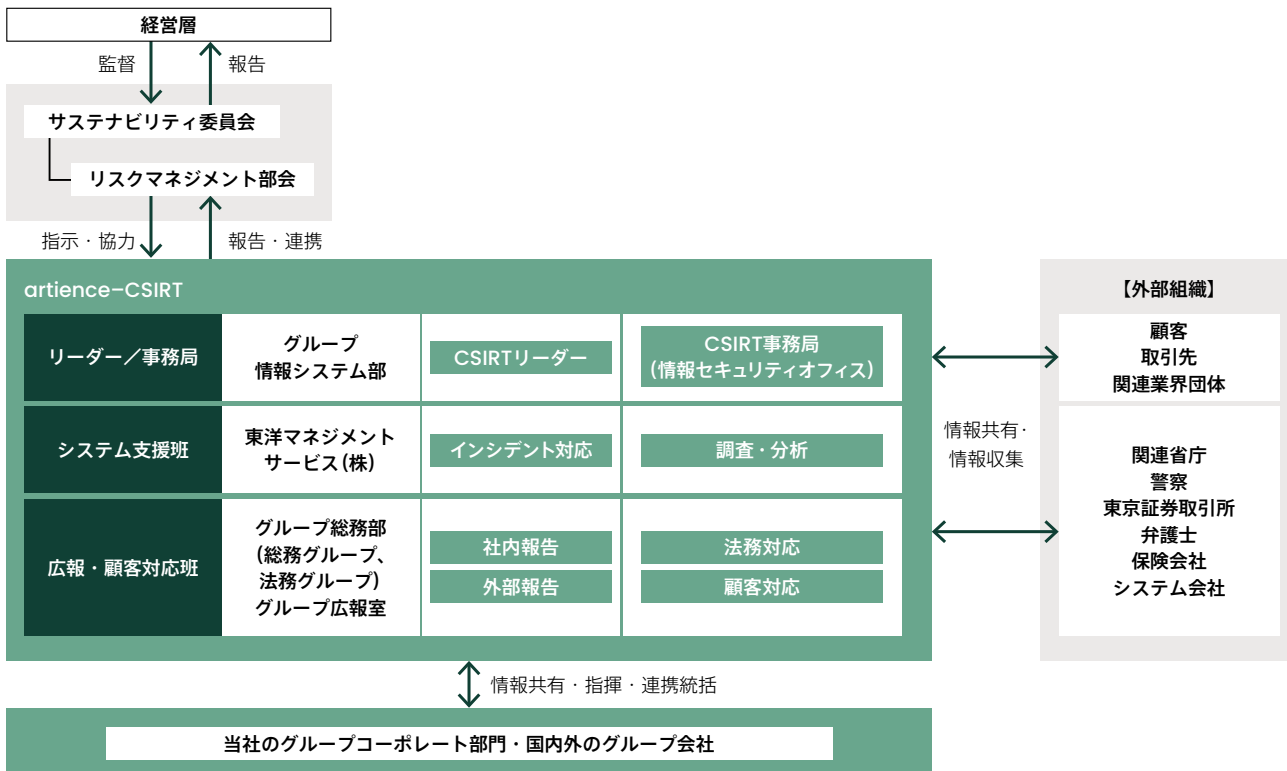 経営層
監督
報告
サステナビリティ委員会
リスクマネジメント部会
指示・協力
報告・連携
artience–CSIRT
リーダー／事務局
グループ
情報システム部
CSIRTリーダー
CSIRT事務局
(情報セキュリティオフィス)
システム支援班
東洋マネジメント
サービス(株)
インシデント対応
調査・分析
広報・顧客対応班
グループ総務部
(総務グループ、
法務グループ)
グループ広報室
社内報告
法務対応
外部報告
顧客対応
情報共有・
情報収集
【外部組織】
顧客
取引先
関連業界団体
関連省庁
警察
東京証券取引所
弁護士
保険会社
システム会社
情報共有・指揮・連携統括
当社のグループコーポレート部門・国内外のグループ会社